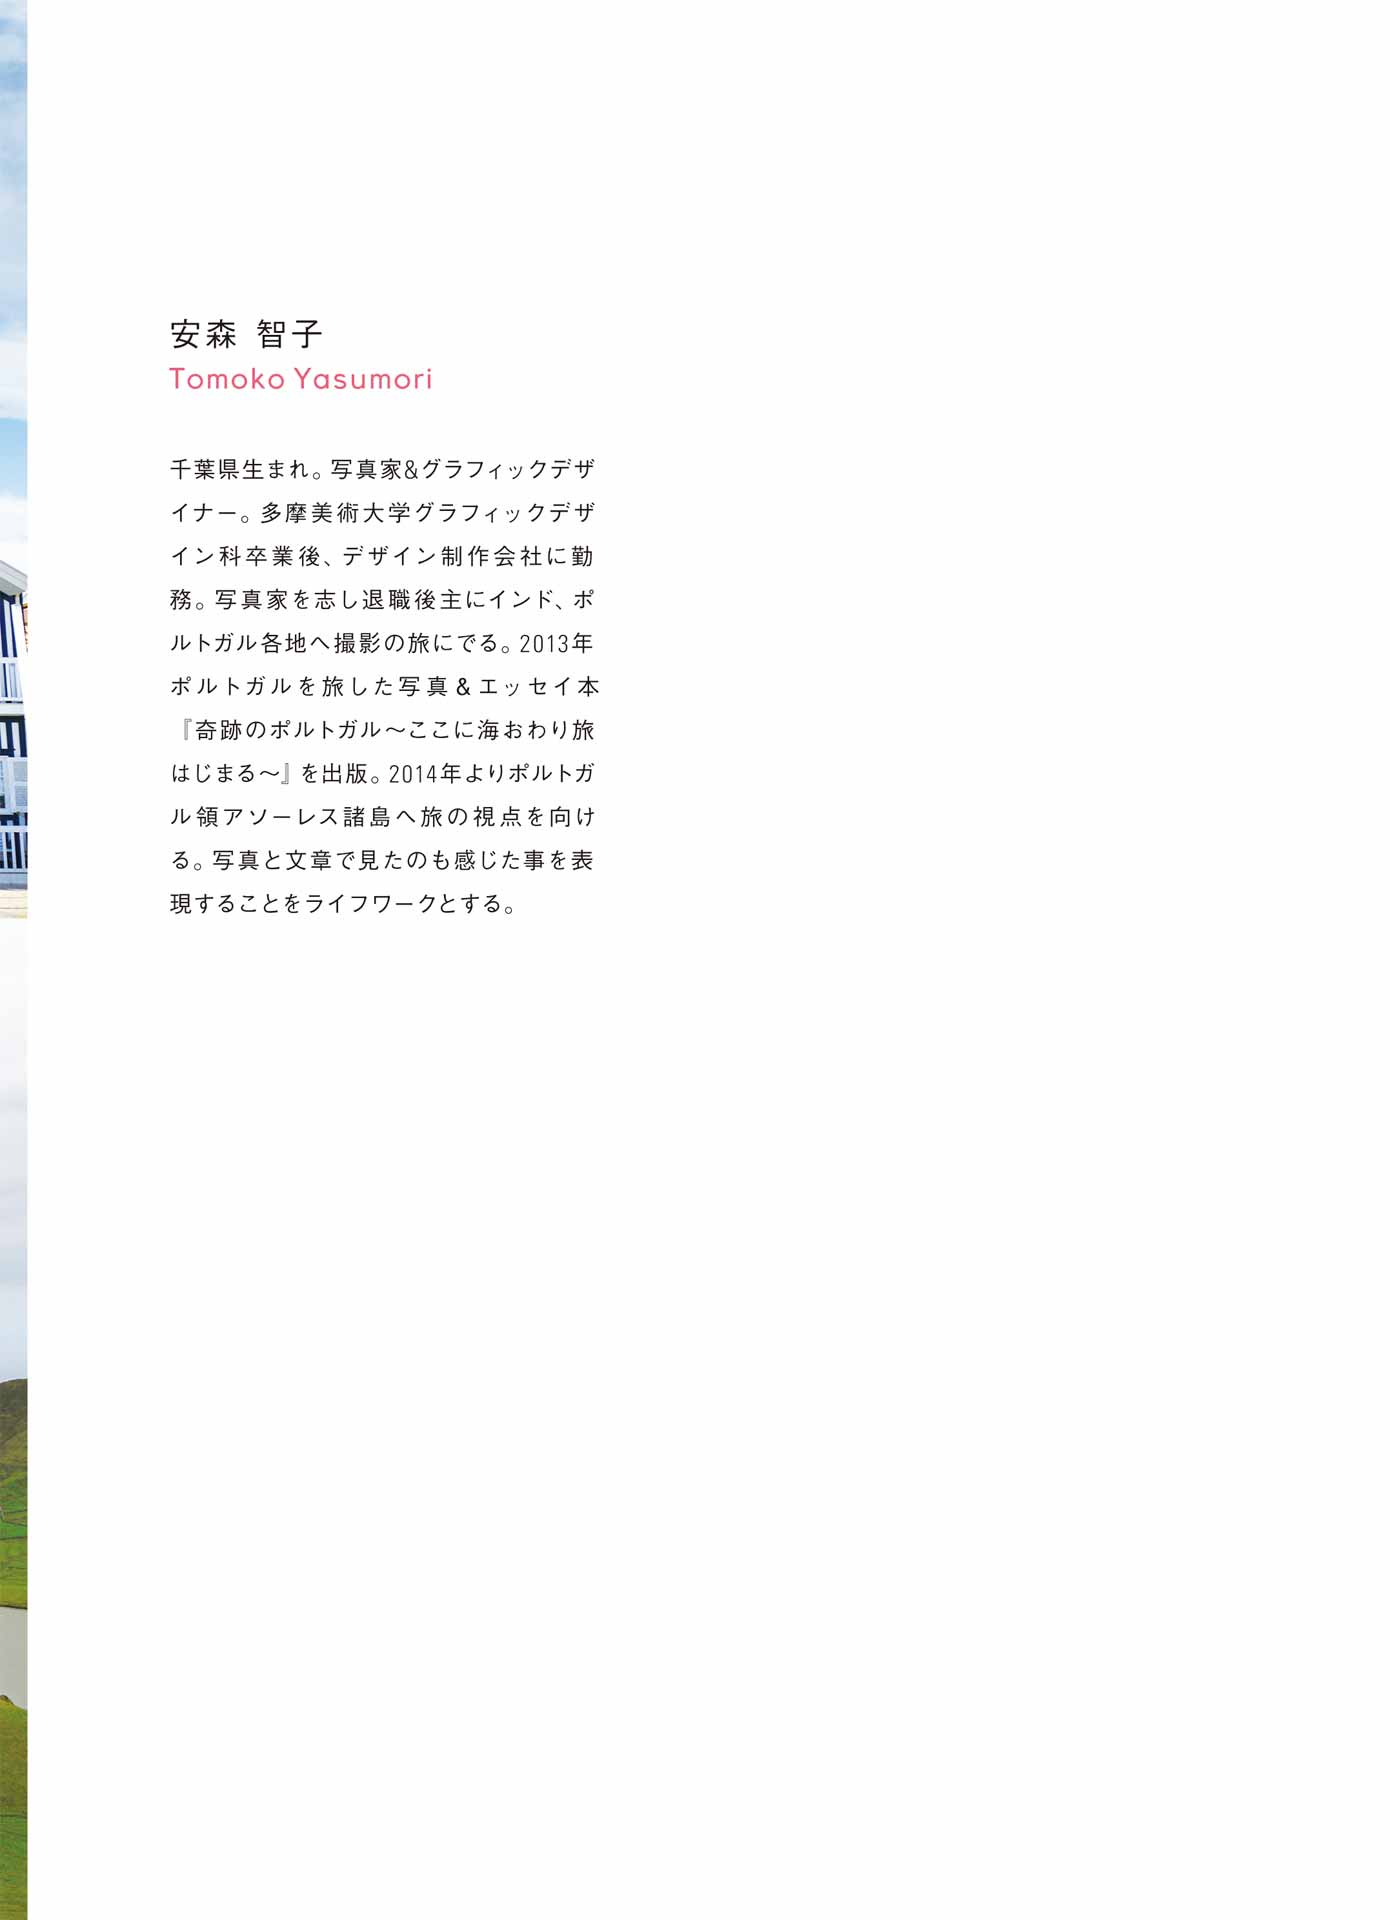 安森 智子
Tomoko Yasumori
千葉県生まれ。写真家&グラフィックデザ
イナー。多摩美術大学グラフィックデザ
イン科卒業後、デザイン制作会社に勤
務。写真家を志し退職後主にインド、ポ
ルトガル各地へ撮影の旅にでる。2013年
ポルトガルを旅した写真&エッセイ本
『奇跡のポルトガル〜ここに海おわり旅
はじまる〜』を出版。2014年よりポルトガ
ル領アソーレス諸島へ旅の視点を向け
る。写真と文章で見たのも感じた事を表
現することをライフワークとする。